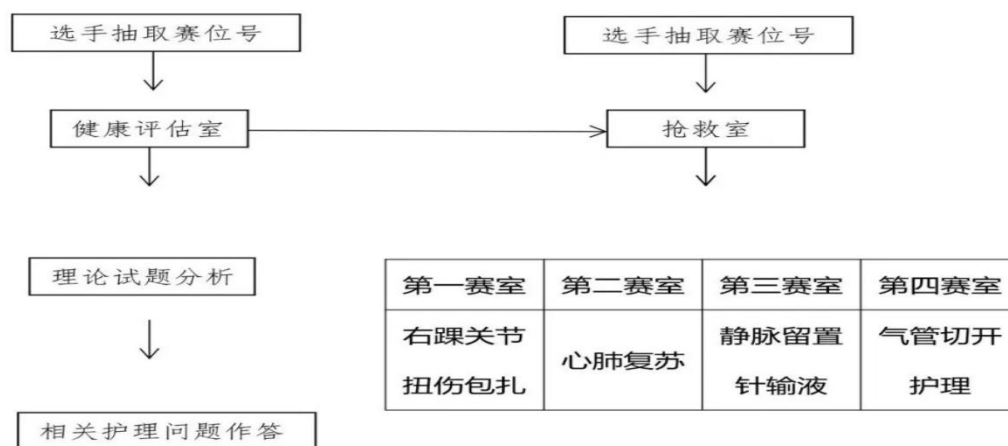 选手抽取赛位号
选手抽取赛位号
健康评估室
抢救室
理论试题分析
第一赛室 第二赛室 第三赛室 第四赛室
右踝关节
扭伤包扎
心肺复苏
静脉留置
针输液
气管切开
护理
相关护理问题作答